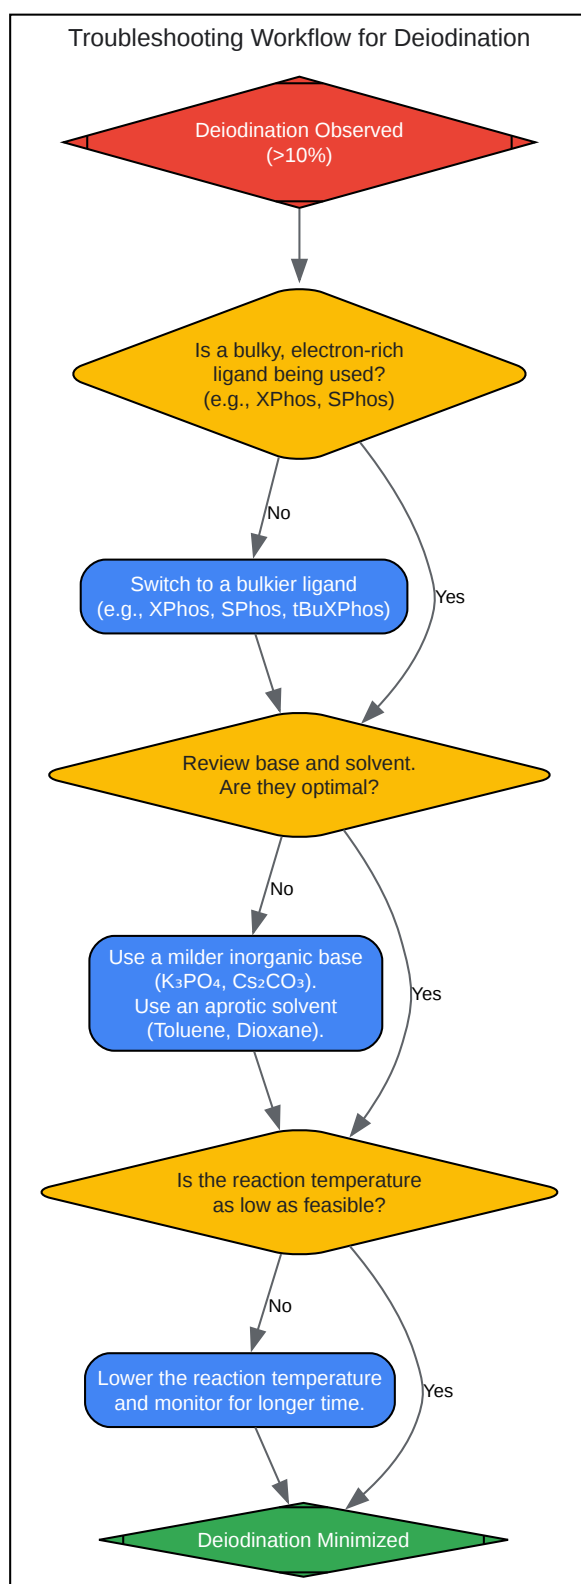 Troubleshooting Workflow for Deiodination
Deiodination Observed
(>10%)
Is a bulky, electron-rich
ligand being used?
(e.g., XPhos, SPhos)
No
Switch to a bulkier ligand
(e.g., XPhos, SPhos, tBuXPhos)
Yes
Review base and solvent.
Are they optimal?
No
Use a milder inorganic base
(K₃PO₄, Cs₂CO₃).
Use an aprotic solvent
(Toluene, Dioxane).
Yes
Is the reaction temperature
as low as feasible?
No
Lower the reaction temperature
and monitor for longer time.
Yes
Deiodination Minimized